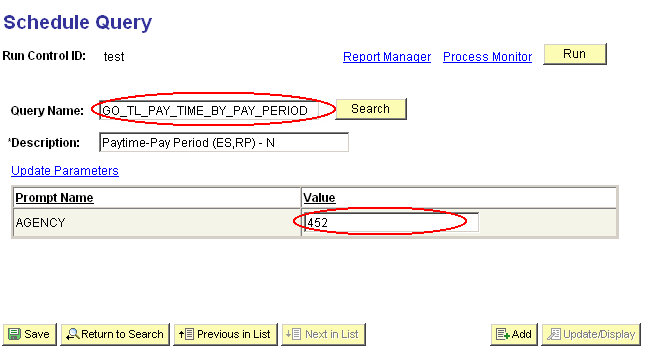 Schedule Query
Run Control ID: test Report Manager Process Monitor Run
Query Name: GO_TL_PAY_TIME_BY_PAY_PERIOD Search
*Description: Paytime-Pay Period (ES,RP) - N
Update Parameters
Prompt Name Value
AGENCY 452
Save Return to Search Previous in List Next in List Add Update/Display